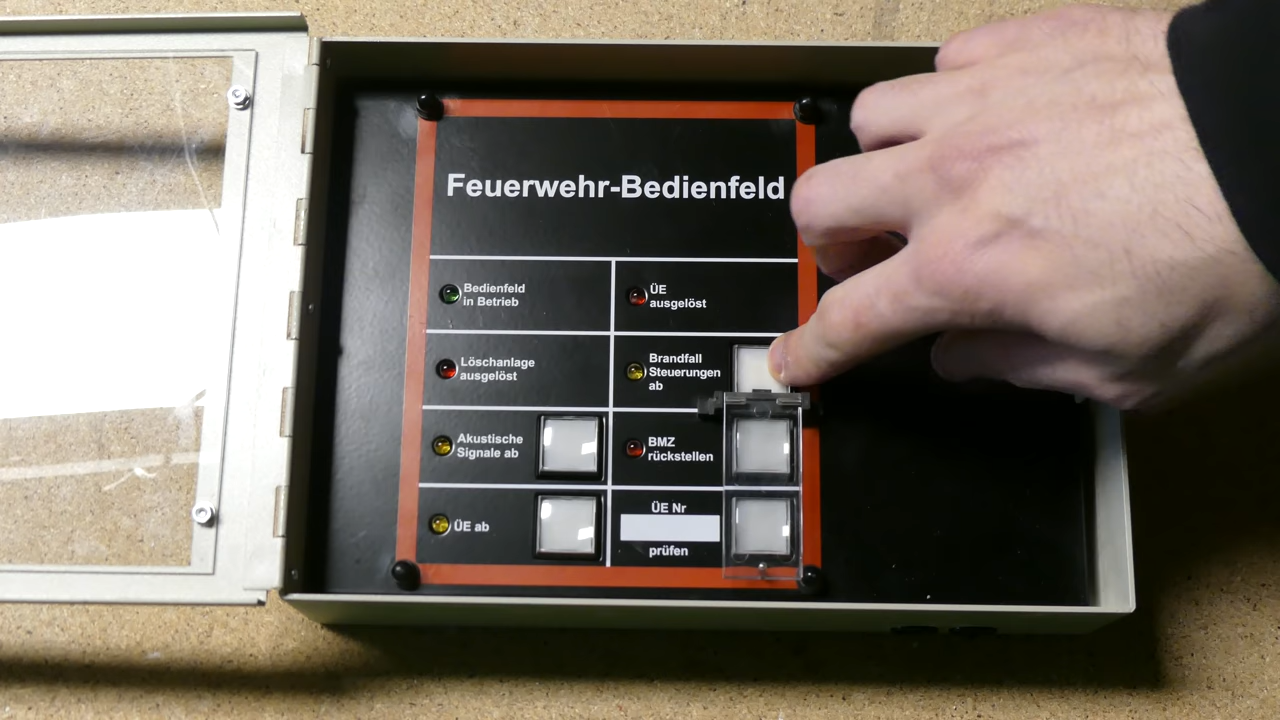 Feuerwehr-Bedienfeld
Bedienfeld
in Betrieb
ÜE
ausgelöst
Löschanlage
ausgelöst
Brandfall
Steuerungen
ab
Akustische
Signale ab
BMZ
rückstellen
ÜE ab
ÜE Nr
prüfen